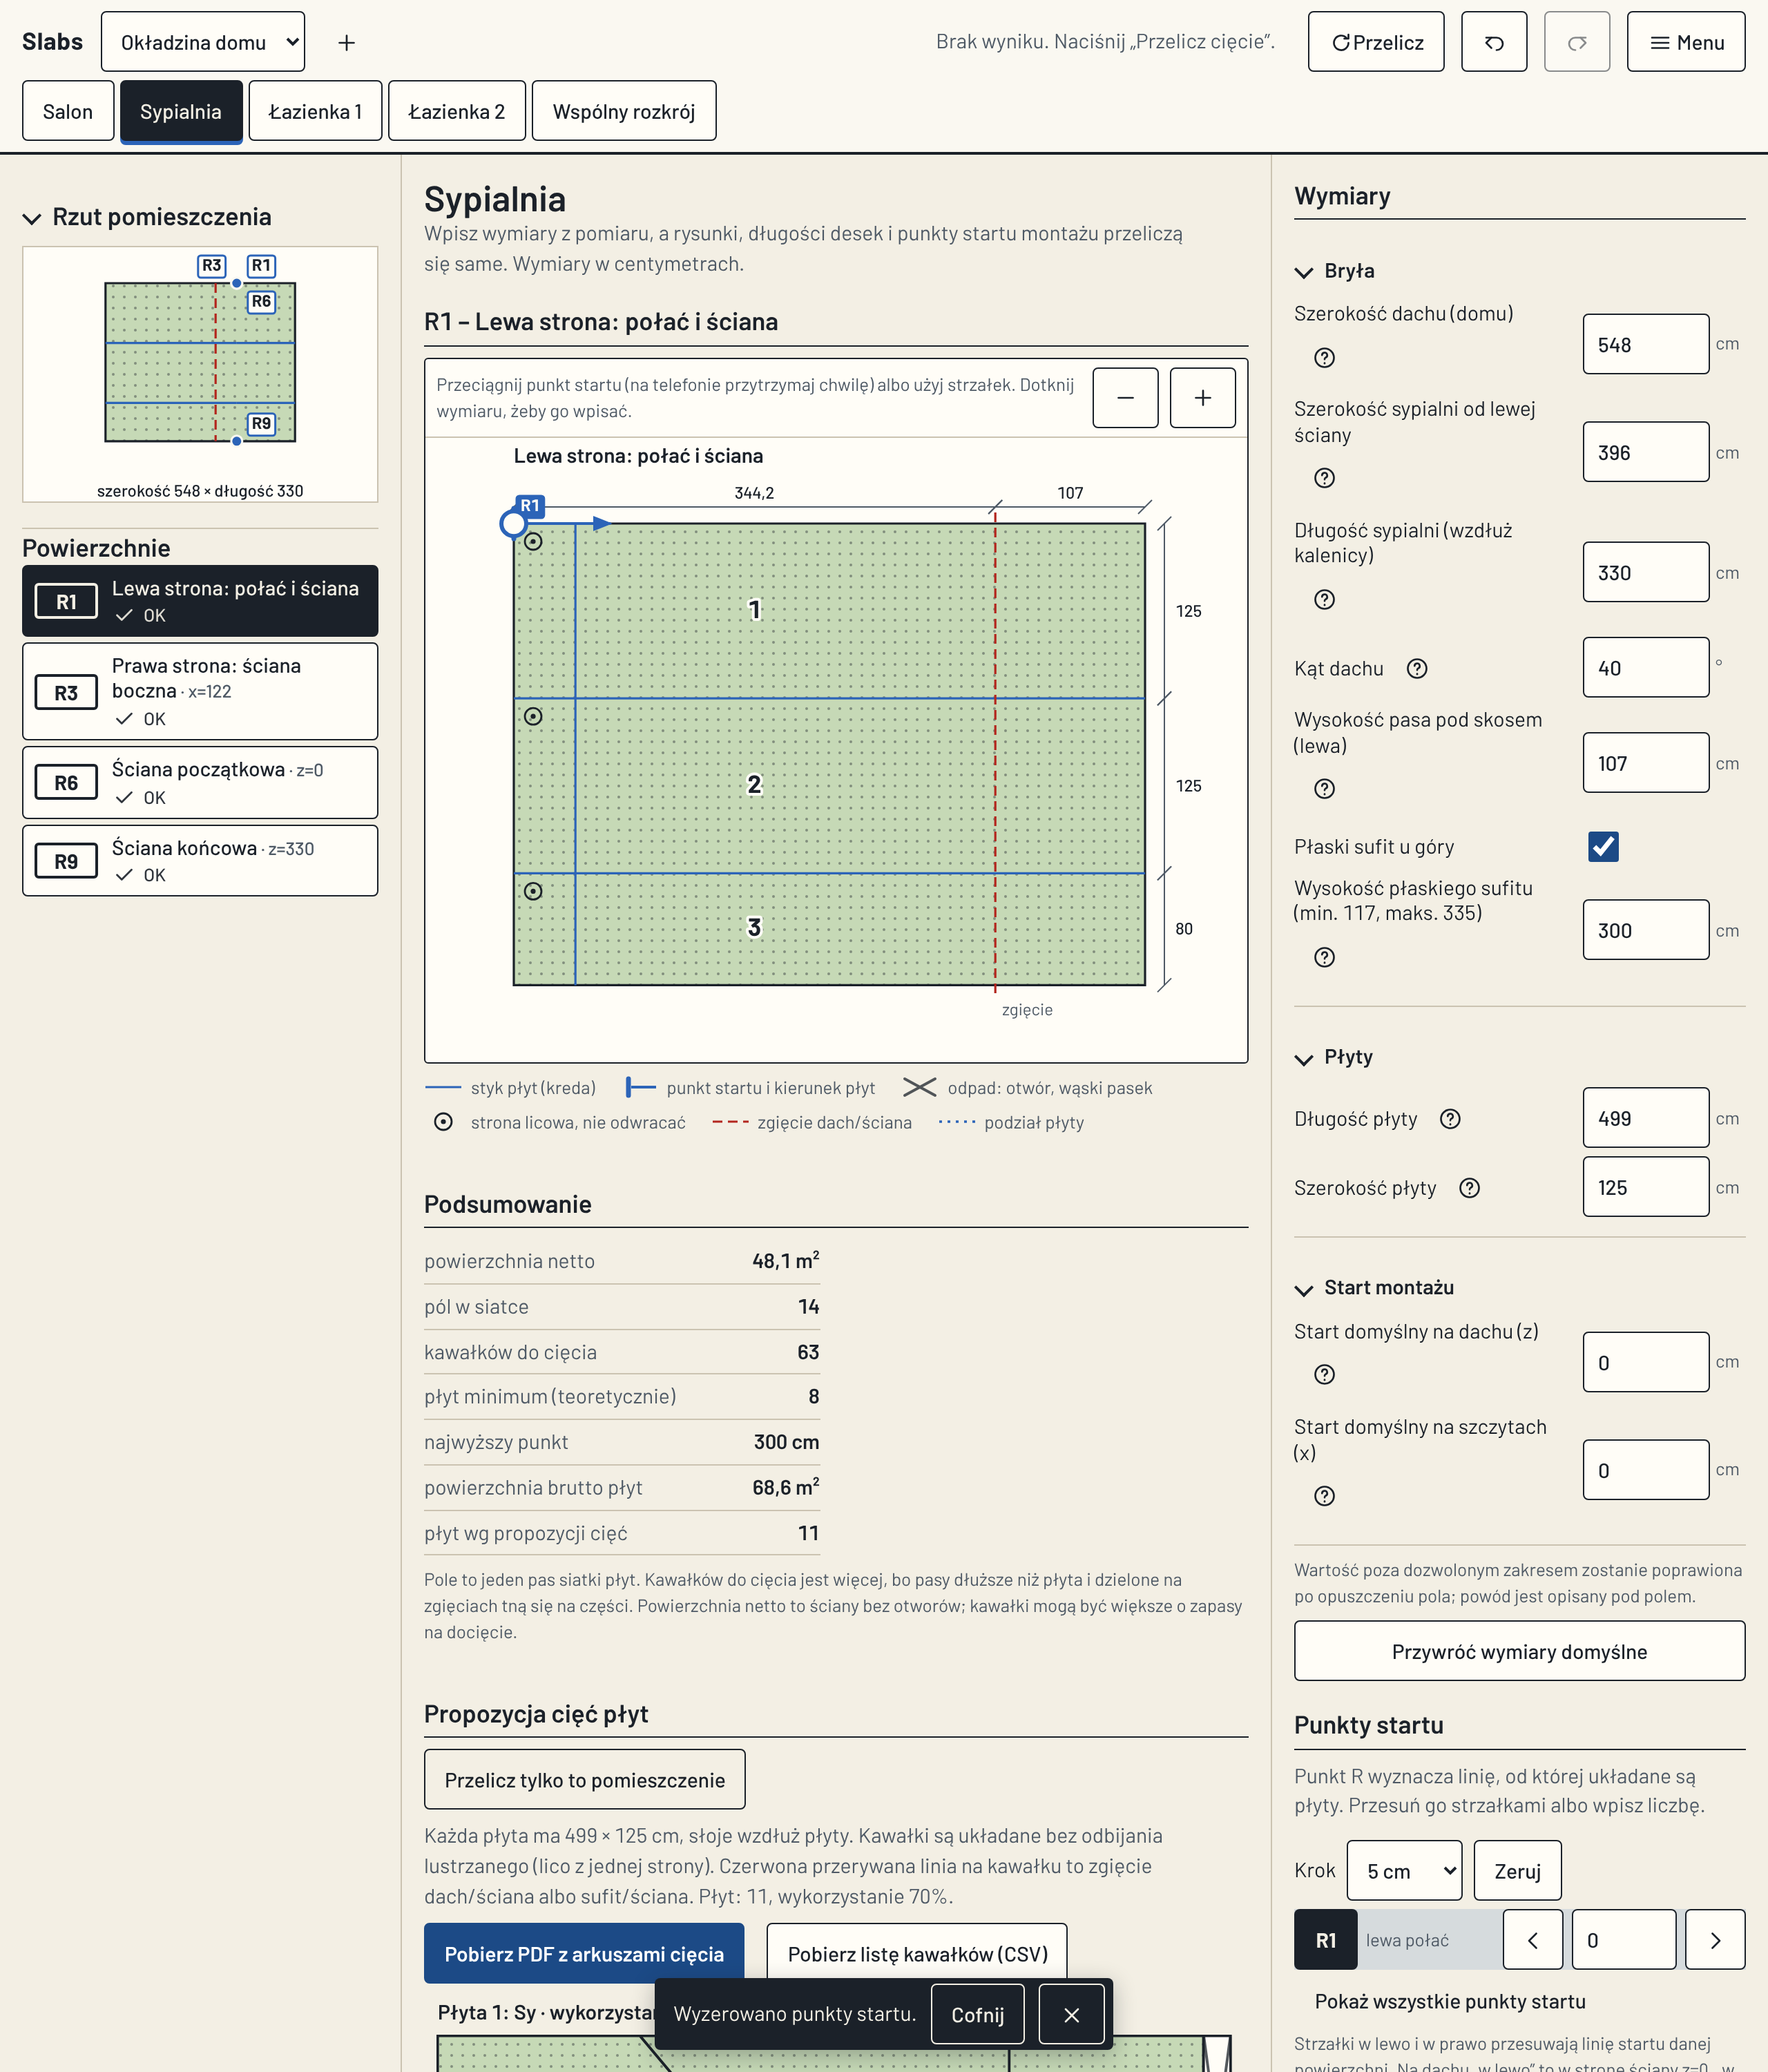 Slabs
Okładzina domu
+
Brak wyniku. Naciśnij „Przelicz cięcie”.
Przelicz
Menu
Salon
Sypialnia
Łazienka 1
Łazienka 2
Wspólny rozkrój
Rzut pomieszczenia
R3
R1
R6
R9
szerokość 548 × długość 330
Powierzchnie
R1
Lewa strona: połać i ściana
OK
R3
Prawa strona: ściana
boczna · x=122
OK
R6
Ściana początkowa · z=0
OK
R9
Ściana końcowa · z=330
OK
Sypialnia
Wpisz wymiary z pomiaru, a rysunki, długości desek i punkty startu montażu przeliczą
się same. Wymiary w centymetrach.
R1 – Lewa strona: połać i ściana
Przeciągnij punkt startu (na telefonie przytrzymaj chwilę) albo użyj strzałek. Dotknij
wymiaru, żeby go wpisać.
−
+
Lewa strona: połać i ściana
344,2
107
R1
1
125
2
125
3
80
zgięcie
styk płyt (kreda)
punkt startu i kierunek płyt
odpad: otwór, wąski pasek
strona licowa, nie odwracać
zgięcie dach/ściana
podział płyty
Podsumowanie
powierzchnia netto 48,1 m²
pól w siatce 14
kawałków do cięcia 63
płyt minimum (teoretycznie) 8
najwyższy punkt 300 cm
powierzchnia brutto płyt 68,6 m²
płyt wg propozycji cięć 11
Pole to jeden pas siatki płyt. Kawałków do cięcia jest więcej, bo pasy dłuższe niż płyta i dzielone na
zgięciach tną się na części. Powierzchnia netto to ściany bez otworów; kawałki mogą być większe o zapasy
na docięcie.
Propozycja cięć płyt
Przelicz tylko to pomieszczenie
Każda płyta ma 499 × 125 cm, słoje wzdłuż płyty. Kawałki są układane bez odbijania
lustrzanego (lico z jednej strony). Czerwona przerywana linia na kawałku to zgięcie
dach/ściana albo sufit/ściana. Płyt: 11, wykorzystanie 70%.
Pobierz PDF z arkuszami cięcia
Pobierz listę kawałków (CSV)
Płyta 1: Sy · wykorzystan
Wyzerowano punkty startu.
Cofnij
Wymiary
Bryła
Szerokość dachu (domu)
548 cm
Szerokość sypialni od lewej
ściany
396 cm
Długość sypialni (wzdłuż
kalenicy)
330 cm
Kąt dachu
40 °
Wysokość pasa pod skosem
(lewa)
107 cm
Płaski sufit u góry
Wysokość płaskiego sufitu
(min. 117, maks. 335)
300 cm
Płyty
Długość płyty
499 cm
Szerokość płyty
125 cm
Start montażu
Start domyślny na dachu (z)
0 cm
Start domyślny na szczytach
(x)
0 cm
Wartość poza dozwolonym zakresem zostanie poprawiona
po opuszczeniu pola; powód jest opisany pod polem.
Przywróć wymiary domyślne
Punkty startu
Punkt R wyznacza linię, od której układane są
płyty. Przesuń go strzałkami albo wpisz liczbę.
Krok
5 cm
Zeruj
R1
lewa połać
0
Pokaż wszystkie punkty startu
Strzałki w lewo i w prawo przesuwają linię startu danej
powierzchni. Na dachu „w lewo” to w stronę ściany z=0, „w